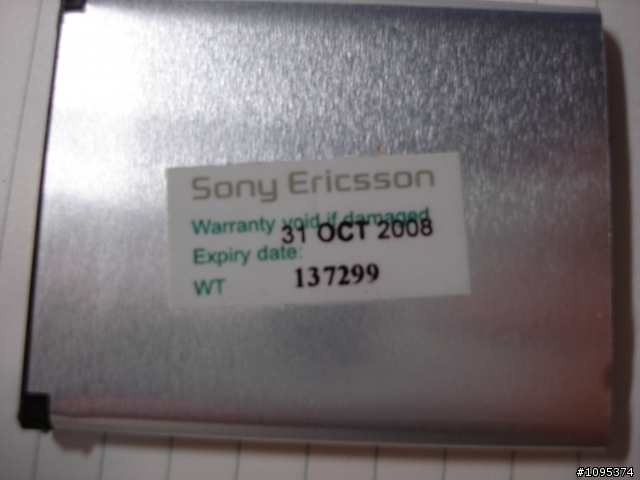 Sony Ericsson
Warranty void if damaged
31 OCT 2008
Expiry date:
WT 137299
#1095374